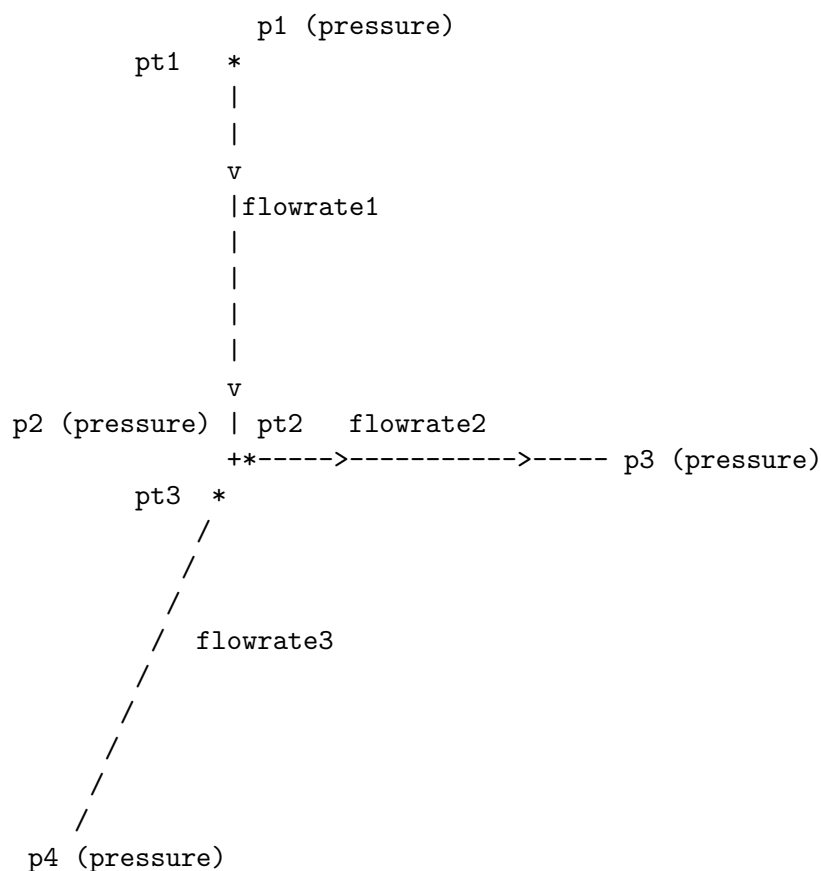 p1 (pressure)
pt1 *
|
|
v
|flowrate1
|
|
|
|
v
p2 (pressure) | pt2 flowrate2
+*----->----------->----- p3 (pressure)
pt3 *
/
/
/
/ flowrate3
/
/
/
/
/
p4 (pressure)